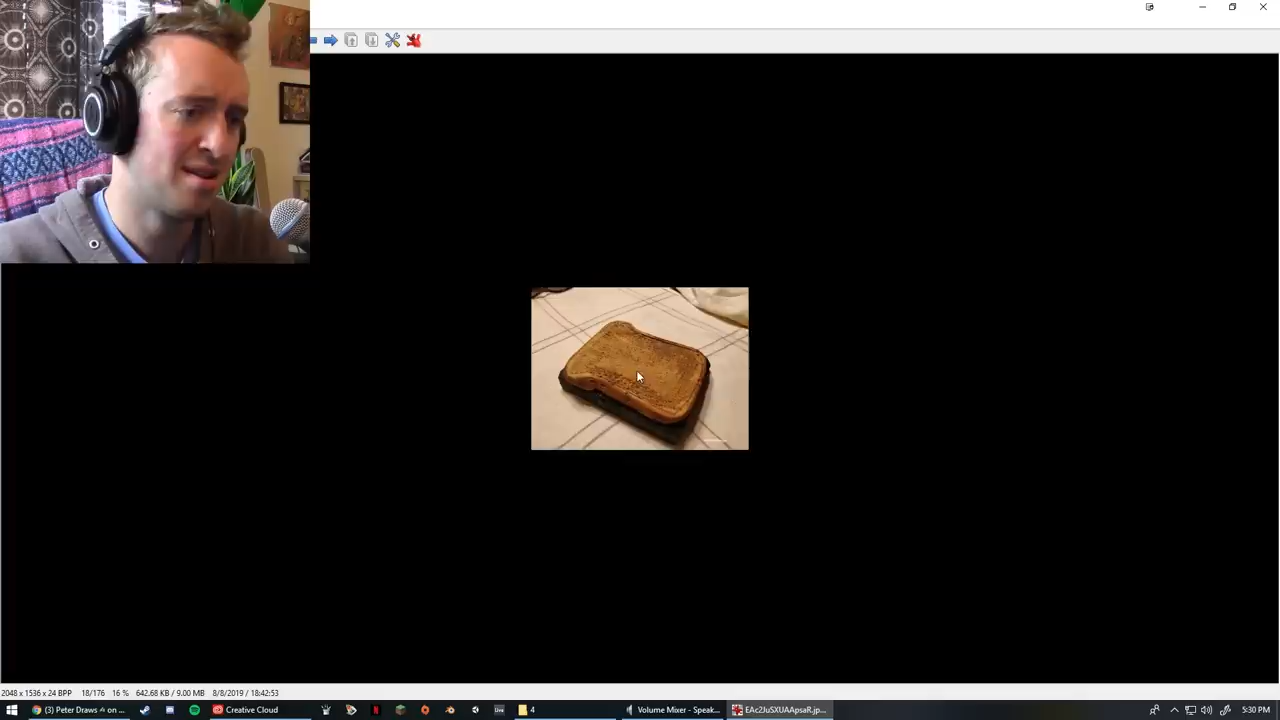 2048 x 1536 x 24 BPP 18/176 16 % 642.68 KB / 9.00 MB 8/8/2019 / 18:42:53
(3) Peter Draws on ... Creative Cloud 4 Volume Mixer - Speak... EAc2JuSXUAApsaR.jp... 5:30 PM